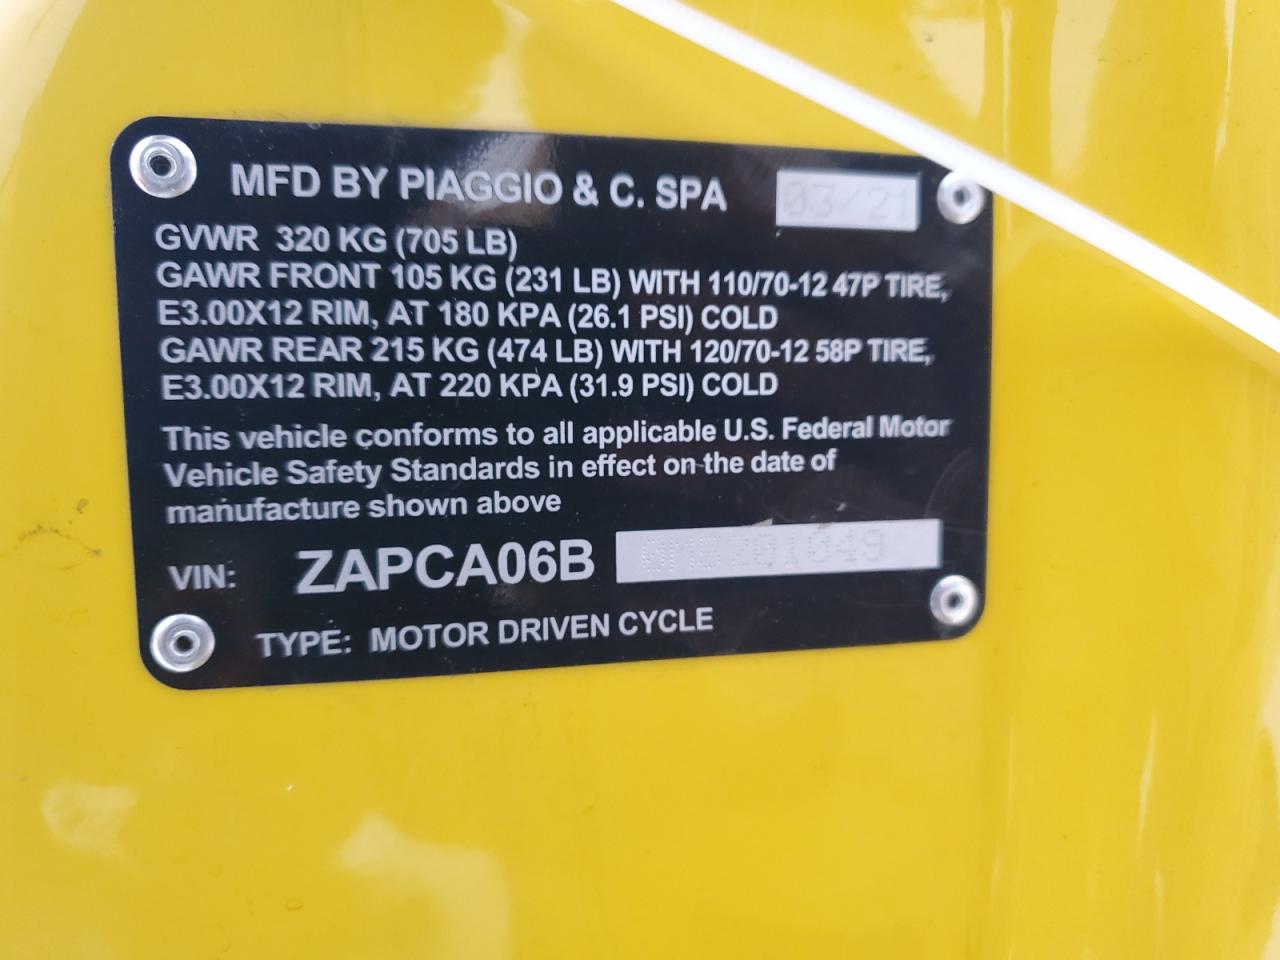 MFD BY PIAGGIO & C. SPA 03/21
GVWR 320 KG (705 LB)
GAWR FRONT 105 KG (231 LB) WITH 110/70-12 47P TIRE,
E3.00X12 RIM, AT 180 KPA (26.1 PSI) COLD
GAWR REAR 215 KG (474 LB) WITH 120/70-12 58P TIRE,
E3.00X12 RIM, AT 220 KPA (31.9 PSI) COLD
This vehicle conforms to all applicable U.S. Federal Motor
Vehicle Safety Standards in effect on the date of
manufacture shown above
VIN: ZAPCA06B
TYPE: MOTOR DRIVEN CYCLE